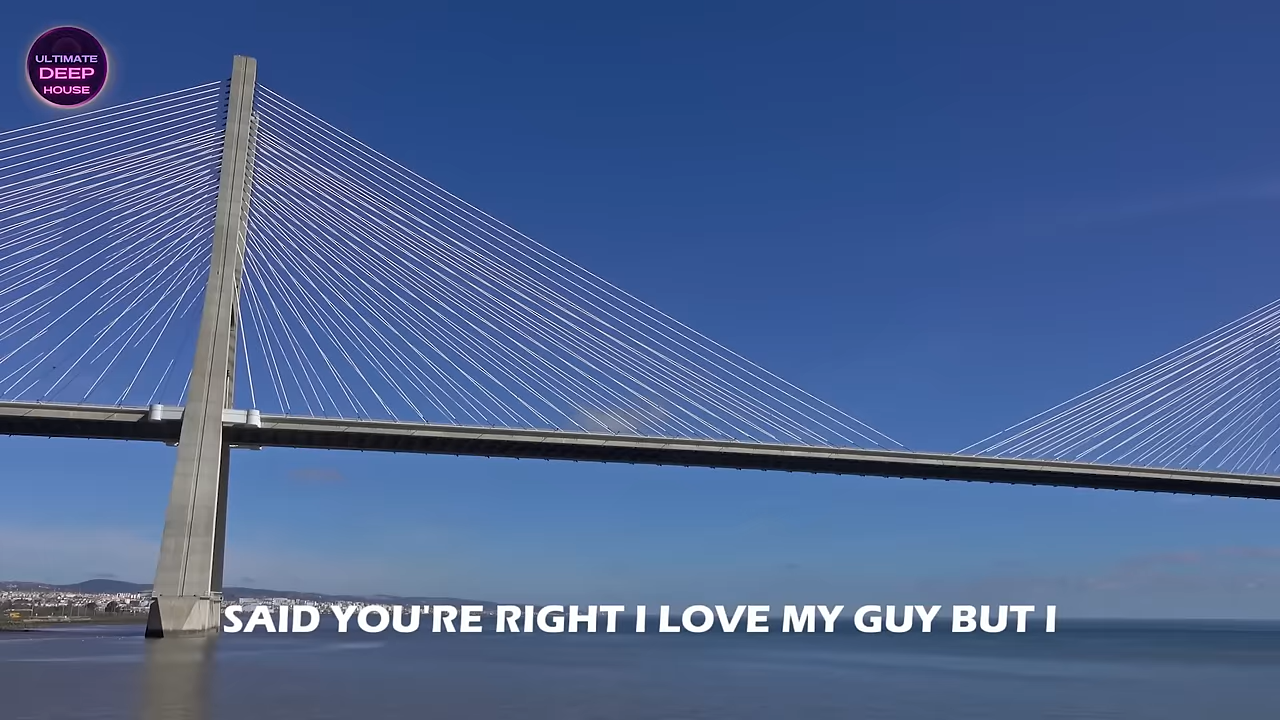 ULTIMATE
DEEP
HOUSE
SAID YOU'RE RIGHT I LOVE MY GUY BUT I